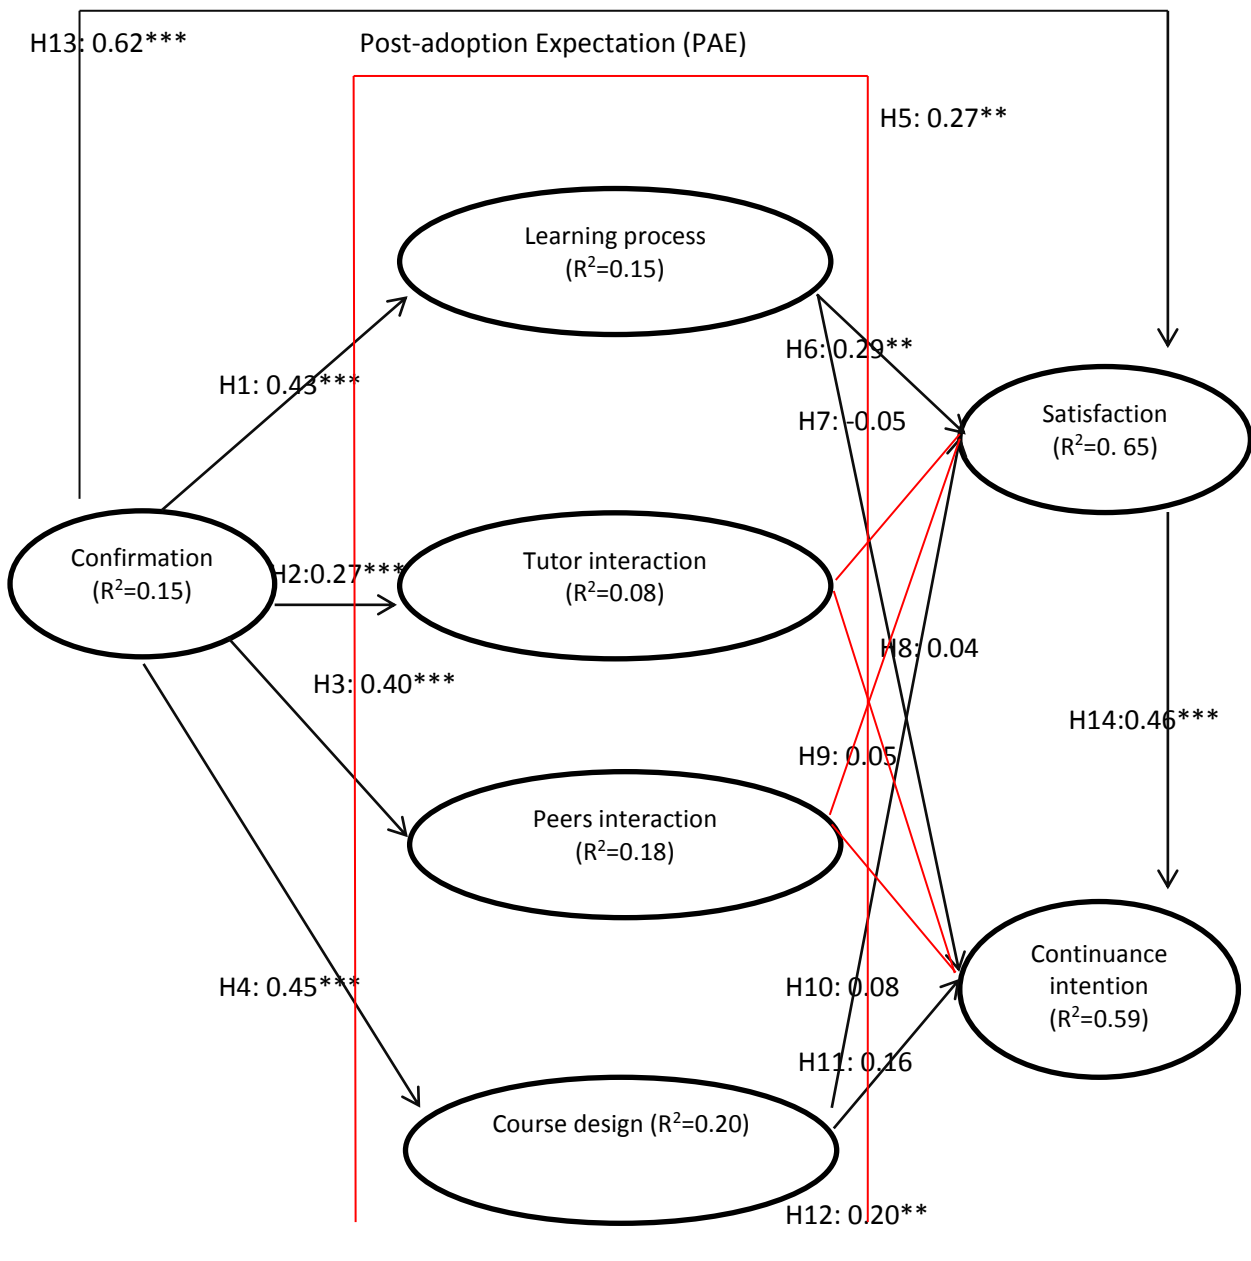 H13: 0.62***
Post-adoption Expectation (PAE)
H5: 0.27**
Learning process
(R²=0.15)
H6: 0.29**
H1: 0.43***
H7: -0.05
Satisfaction
(R²=0. 65)
Confirmation
(R²=0.15)
H2:0.27***
Tutor interaction
(R²=0.08)
H8: 0.04
H3: 0.40***
H14:0.46***
H9: 0.05
Peers interaction
(R²=0.18)
H4: 0.45***
H10: 0.08
Continuance
intention
(R²=0.59)
H11: 0.16
Course design (R²=0.20)
H12: 0.20**